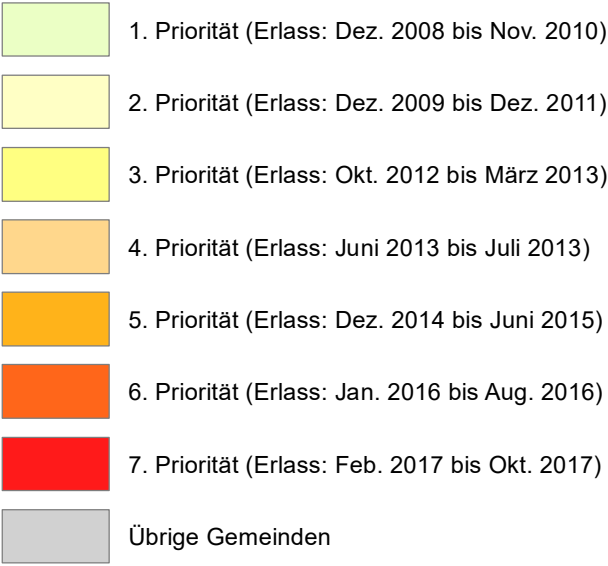 1. Priorität (Erlass: Dez. 2008 bis Nov. 2010)
2. Priorität (Erlass: Dez. 2009 bis Dez. 2011)
3. Priorität (Erlass: Okt. 2012 bis März 2013)
4. Priorität (Erlass: Juni 2013 bis Juli 2013)
5. Priorität (Erlass: Dez. 2014 bis Juni 2015)
6. Priorität (Erlass: Jan. 2016 bis Aug. 2016)
7. Priorität (Erlass: Feb. 2017 bis Okt. 2017)
Übrige Gemeinden